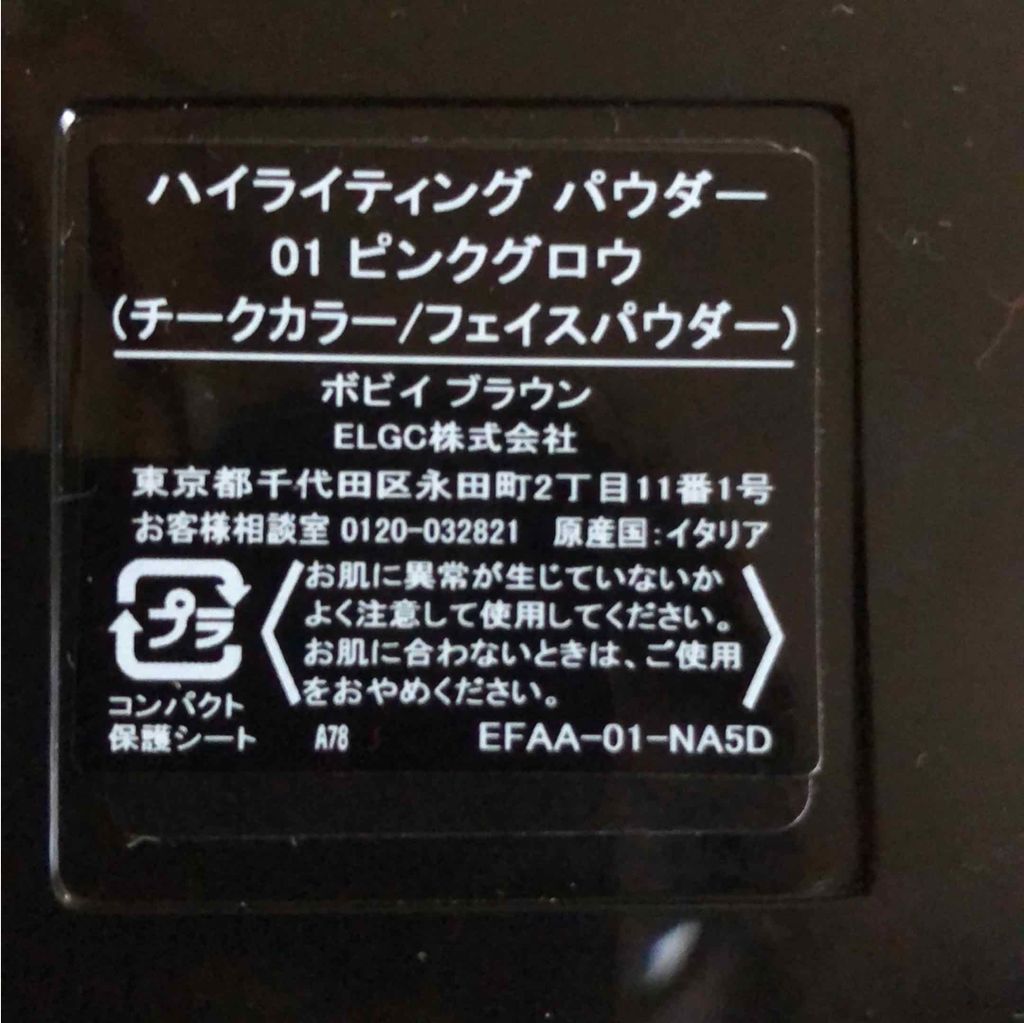 ハイライティング パウダー
01 ピンクグロウ
(チークカラー/フェイスパウダー)
ボビイ ブラウン
ELGC株式会社
東京都千代田区永田町2丁目11番1号
お客様相談室 0120-032821 原産国:イタリア
お肌に異常が生じていないか
よく注意して使用してください。
お肌に合わないときは、ご使用
をおやめください。
プラ
コンパクト
保護シート A78 EFAA-01-NA5D